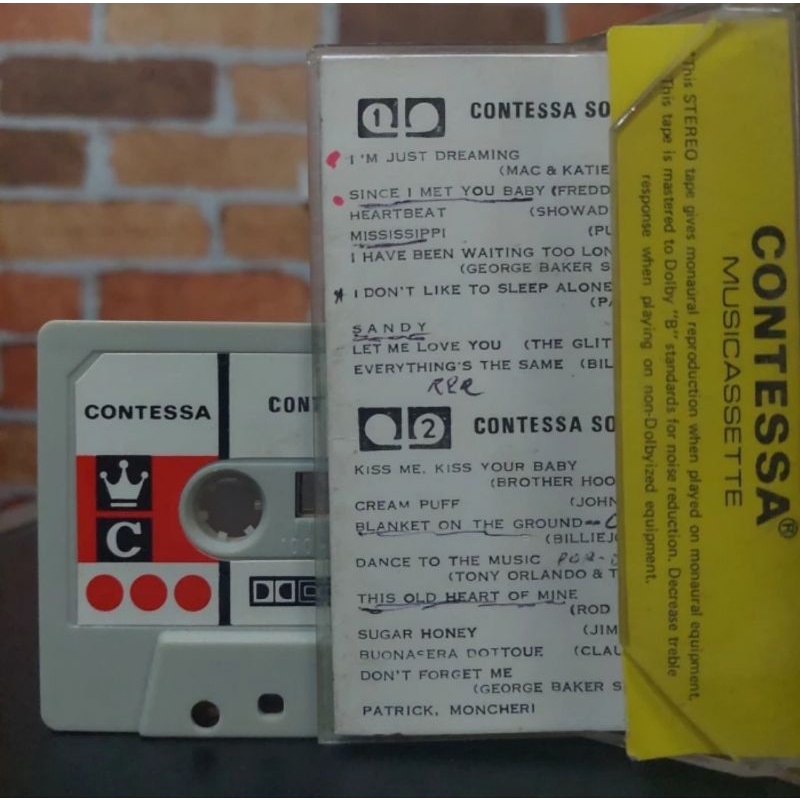 CONTESSA
CONT
C
1 CONTESSA SO
I'M JUST DREAMING
(MAC & KATIE
SINCE I MET YOU BABY (FREDD
HEARTBEAT (SHOWAD
MISSISSIPPI (PU
I HAVE BEEN WAITING TOO LON
(GEORGE BAKER S
* I DON'T LIKE TO SLEEP ALONE
(PA
SANDY
LET ME LOVE YOU (THE GLIT
EVERYTHING'S THE SAME (BIL
2 CONTESSA SO
KISS ME, KISS YOUR BABY
(BROTHER HOO
CREAM PUFF (JOHN
BLANKET ON THE GROUND
(BILLIEJ
DANCE TO THE MUSIC
(TONY ORLANDO & T
THIS OLD HEART OF MINE
(ROD
SUGAR HONEY (JIM
BUONASERA DOTTOUE (CLAU
DON'T FORGET ME
(GEORGE BAKER S
PATRICK, MONCHERI
CONTESSA®
MUSICASSETTE
"This STEREO tape gives monaural reproduction when played on monaural equipment.
This tape is mastered to Dolby "B" standards for noise reduction. Decrease treble
response when playing on non-Dolbyized equipment.